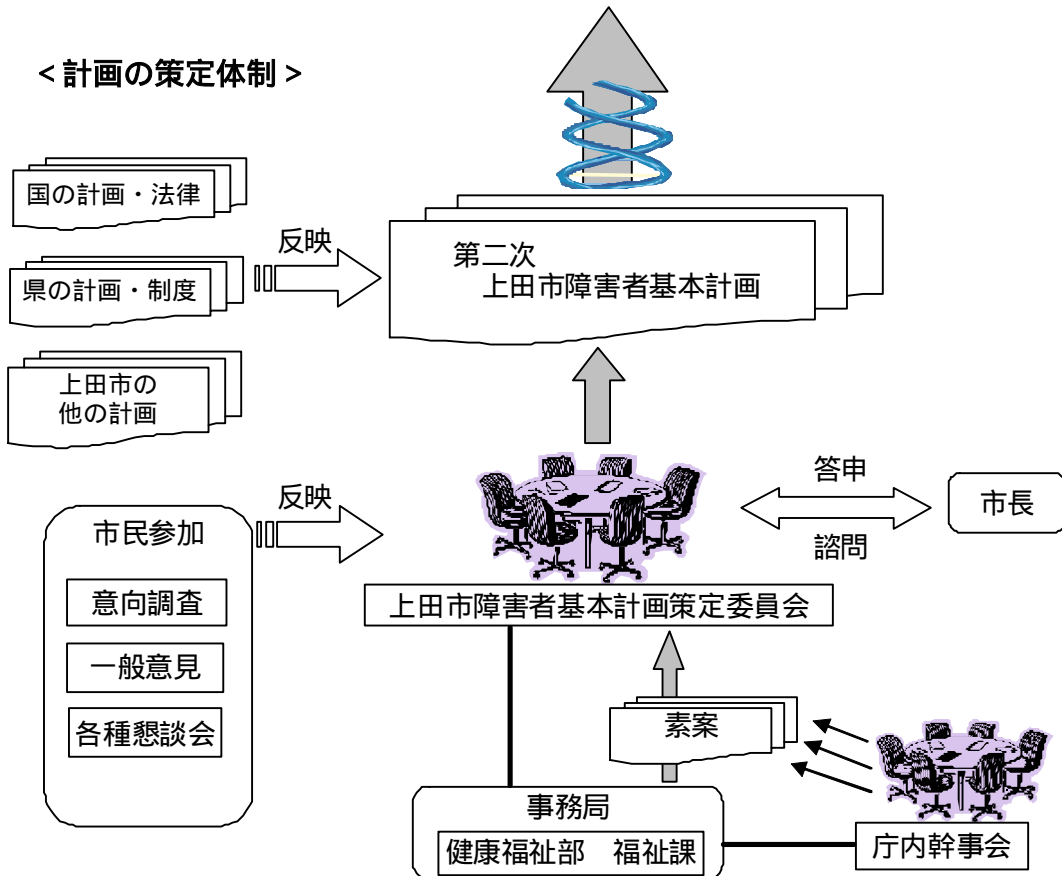 <計画の策定体制>
国の計画・法律
県の計画・制度
上田市の
他の計画
反映
第二次
上田市障害者基本計画
市民参加
意向調査
一般意見
各種懇談会
反映
答申
諮問
市長
上田市障害者基本計画策定委員会
素案
事務局
健康福祉部 福祉課
庁内幹事会